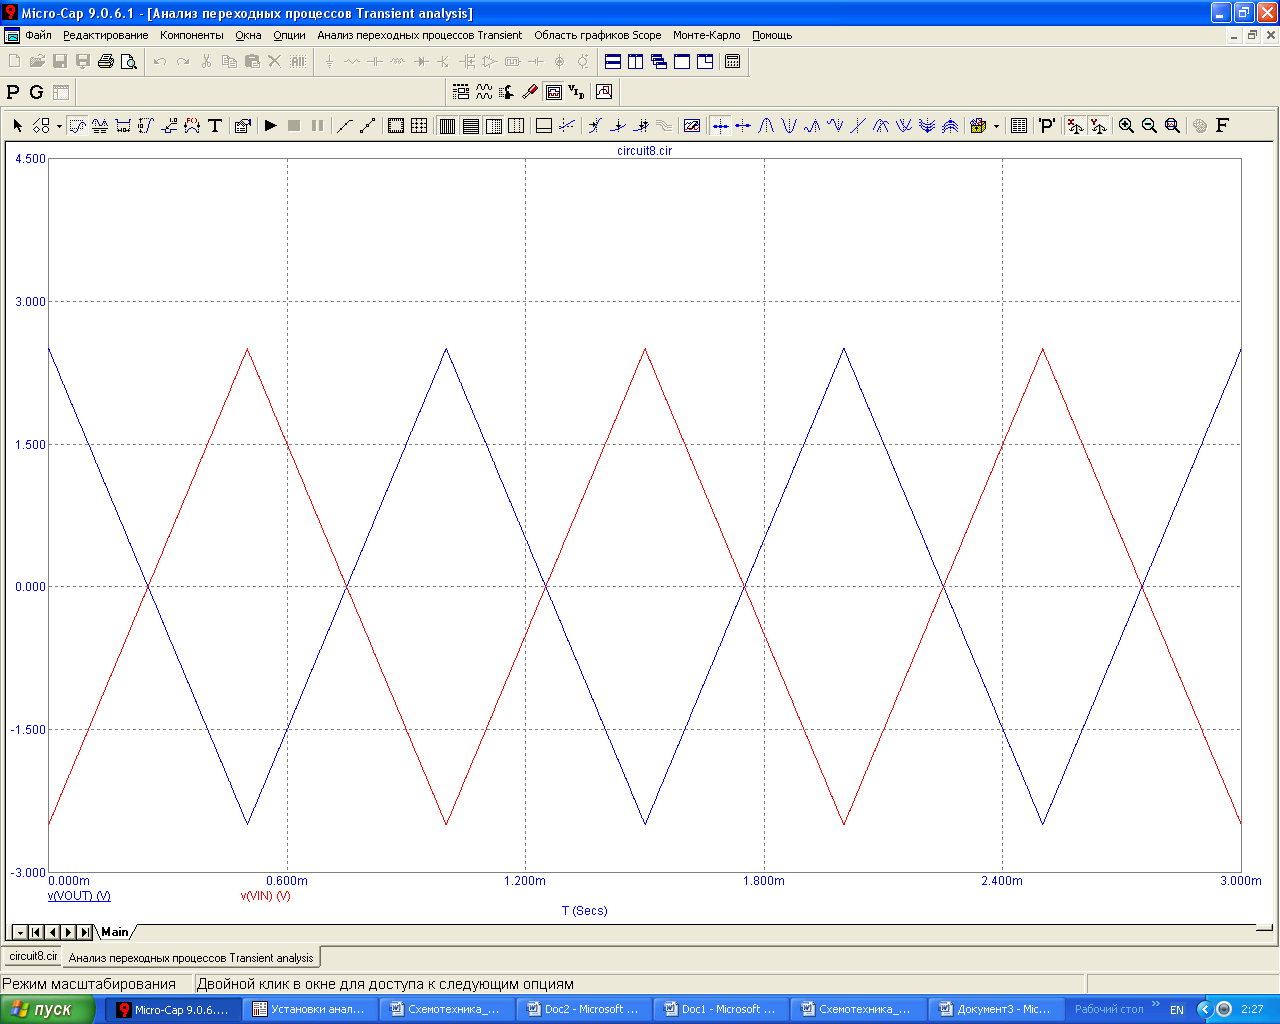 Micro-Cap 9.0.6.1 - [Анализ переходных процессов Transient analysis]
Файл Редактирование Компоненты Окна Опции Анализ переходных процессов Transient Область графиков Scope Монте-Карло Помощь
P G
T 'P' F
circuit8.cir
4.500
3.000
1.500
0.000
-1.500
-3.000
0.000m 0.600m 1.200m 1.800m 2.400m 3.000m
v(VOUT) (V) v(VIN) (V)
T (Secs)
Main
circuit8.cir Анализ переходных процессов Transient analysis
Режим масштабирования Двойной клик в окне для доступа к следующим опциям
пуск Micro-Cap 9.0.6.... Установки анал... Схемотехника_... Doc2 - Microsoft ... Doc1 - Microsoft ... Схемотехника_... Документ3 - Mic... Рабочий стол EN 2:27